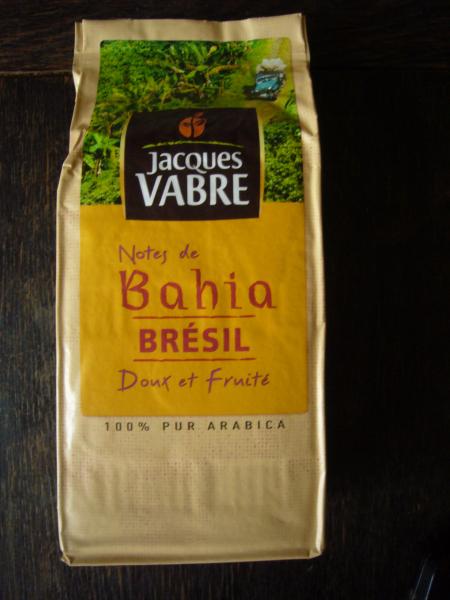 Jacques
VABRE
Notes de
Bahia
BRÉSIL
Doux et Fruité
100% PUR ARABICA